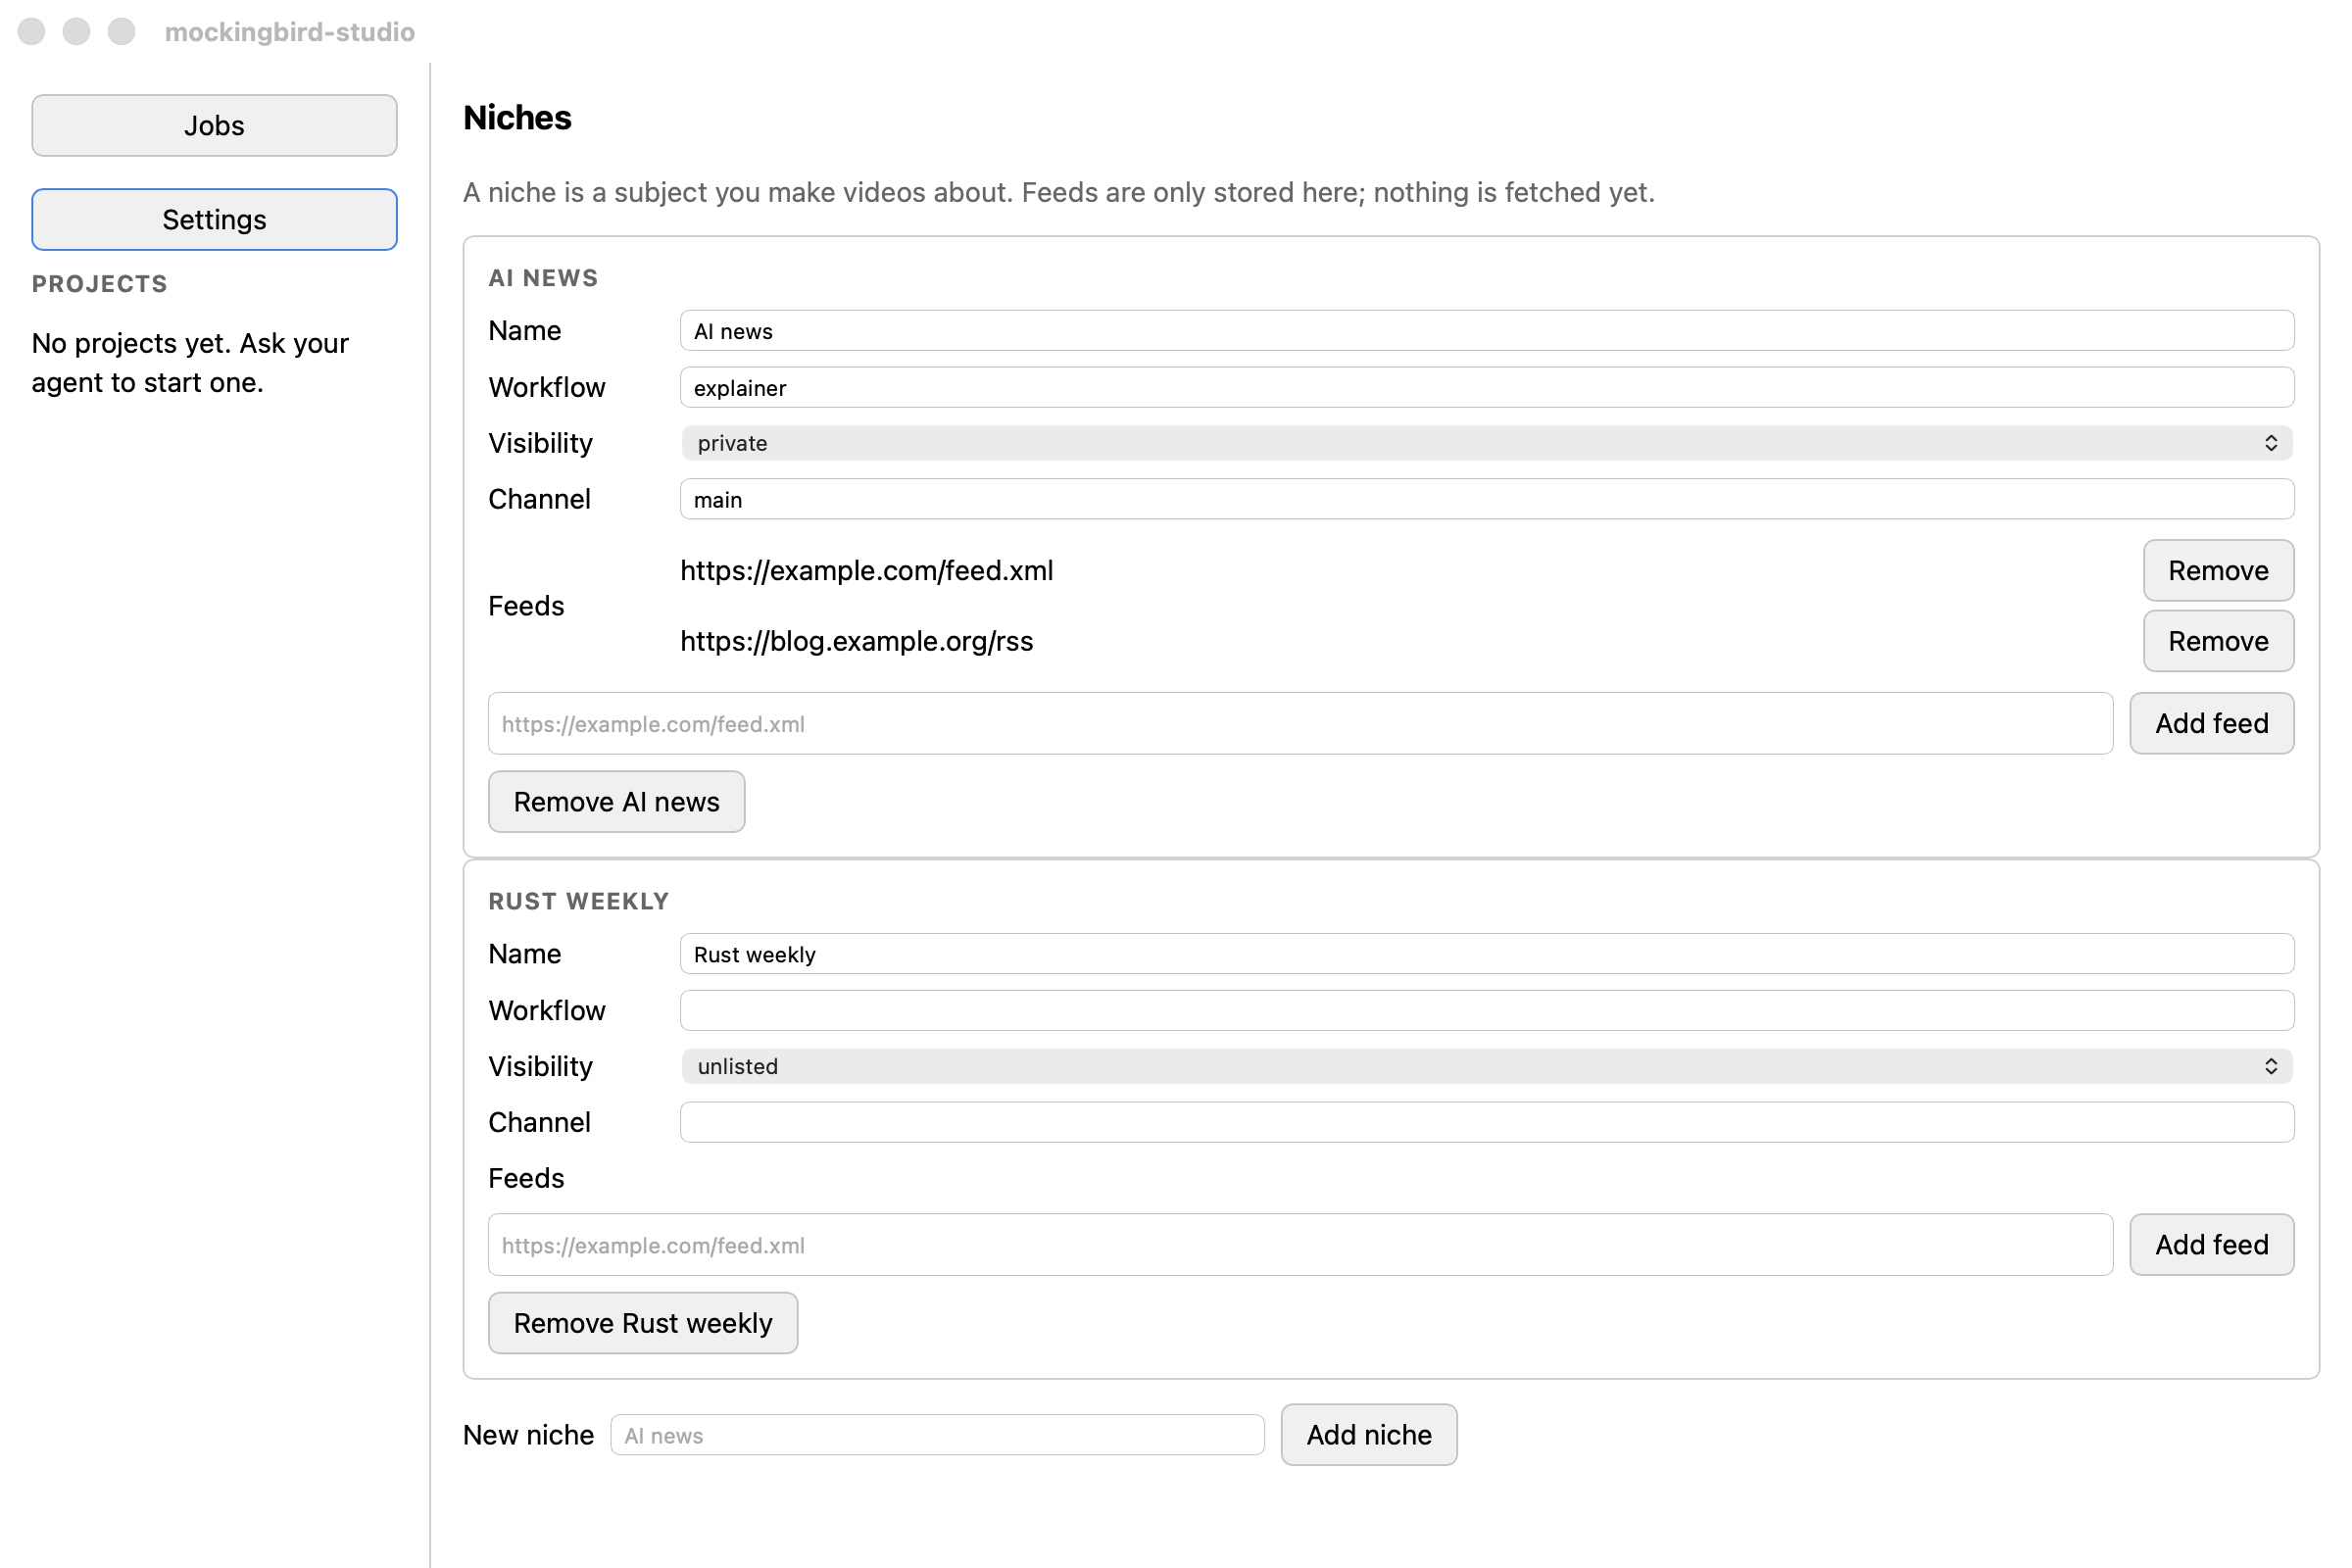 mockingbird-studio
Jobs
Settings
PROJECTS
No projects yet. Ask your
agent to start one.
Niches
A niche is a subject you make videos about. Feeds are only stored here; nothing is fetched yet.
AI NEWS
Name AI news
Workflow explainer
Visibility private
Channel main
Feeds
https://example.com/feed.xml Remove
https://blog.example.org/rss Remove
https://example.com/feed.xml Add feed
Remove AI news
RUST WEEKLY
Name Rust weekly
Workflow
Visibility unlisted
Channel
Feeds
https://example.com/feed.xml Add feed
Remove Rust weekly
New niche AI news Add niche